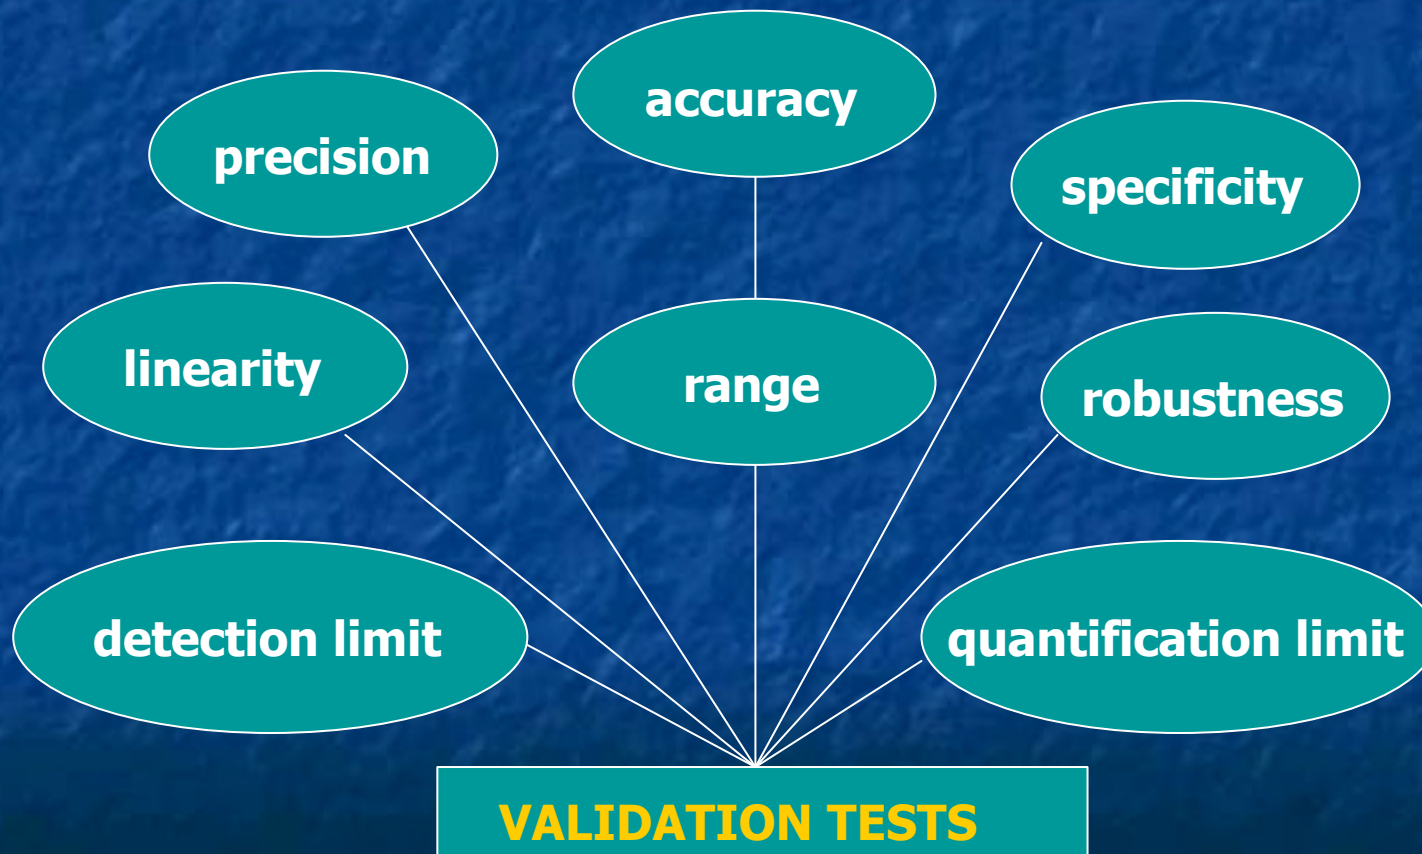 accuracy
precision
specificity
linearity
range
robustness
detection limit
quantification limit
VALIDATION TESTS